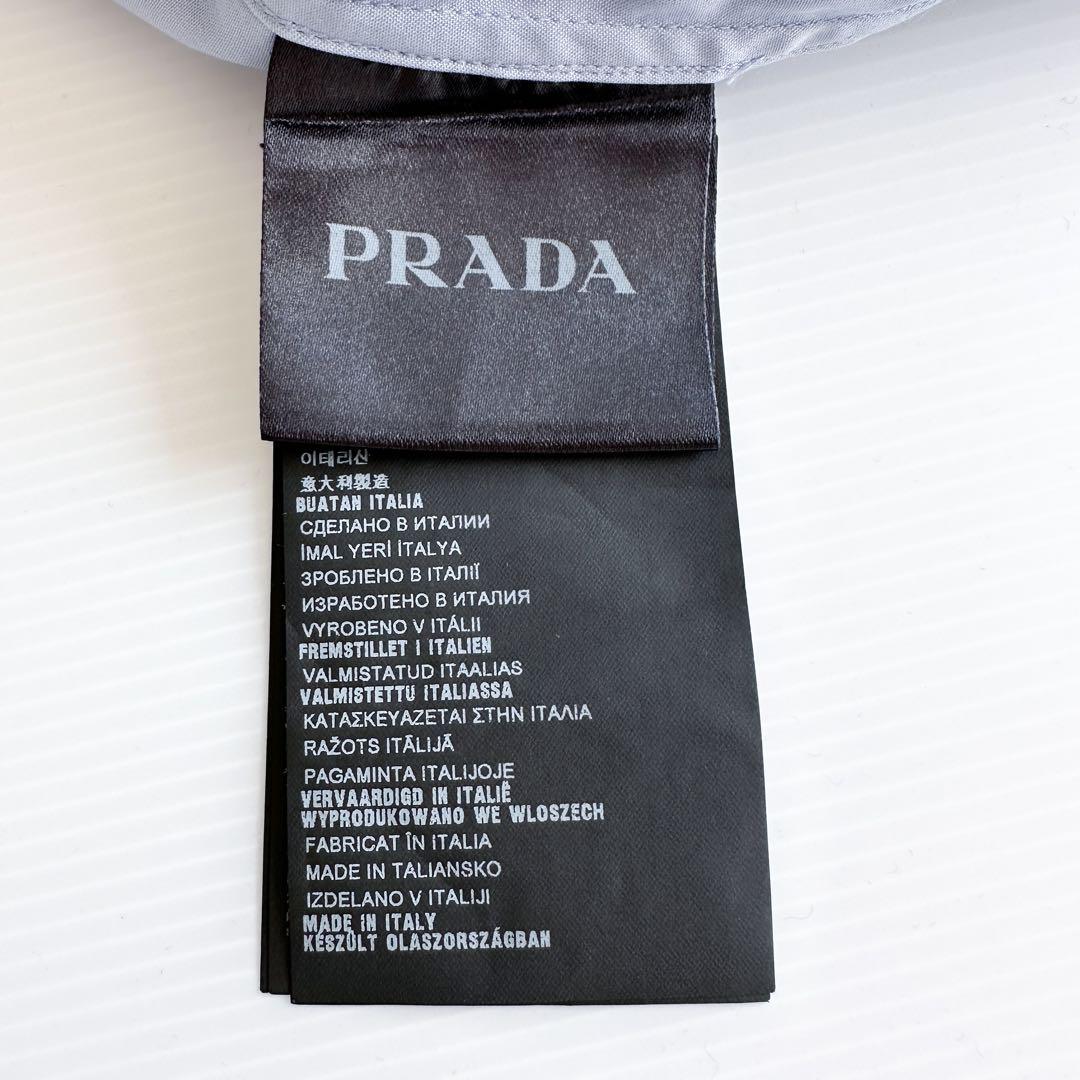 PRADA
이태리산
意大利製造
BUATAN ITALIA
СДЕЛАНО В ИТАЛИИ
İMAL YERİ İTALYA
ЗРОБЛЕНО В ІТАЛІЇ
ИЗРАБОТЕНО В ИТАЛИЯ
VYROBENO V ITÁLII
FREMSTILLET I ITALIEN
VALMISTATUD ITAALIAS
VALMISTETTU ITALIASSA
ΚΑΤΑΣΚΕΥΑΖΕΤΑΙ ΣΤΗΝ ΙΤΑΛΙΑ
RAŽOTS ITĀLIJĀ
PAGAMINTA ITALIJOJE
VERVAARDIGD IN ITALIË
WYPRODUKOWANO WE WLOSZECH
FABRICAT ÎN ITALIA
MADE IN TALIANSKO
IZDELANO V ITALIJI
MADE IN ITALY
KÉSZÜLT OLASZORSZÁGBAN